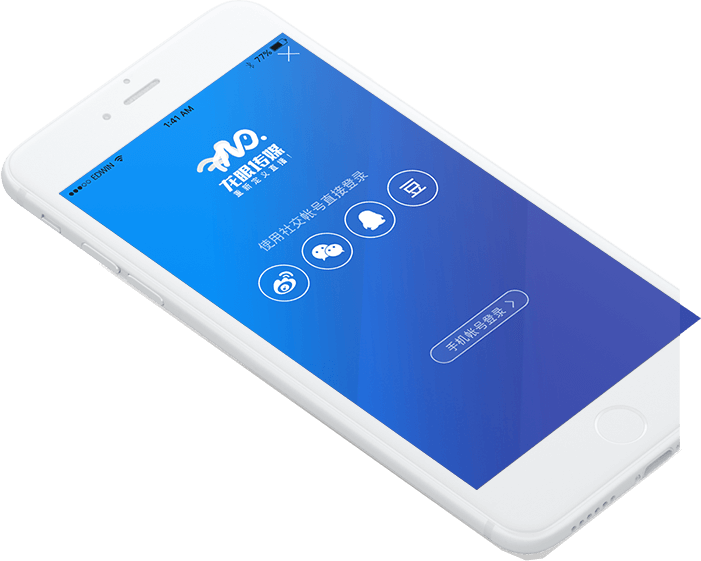 ●●●○○ EDWIN
1:41 AM
77%
龙眼传媒
重新定义直播！
使用社交帐号直接登录
豆
手机帐号登录 >